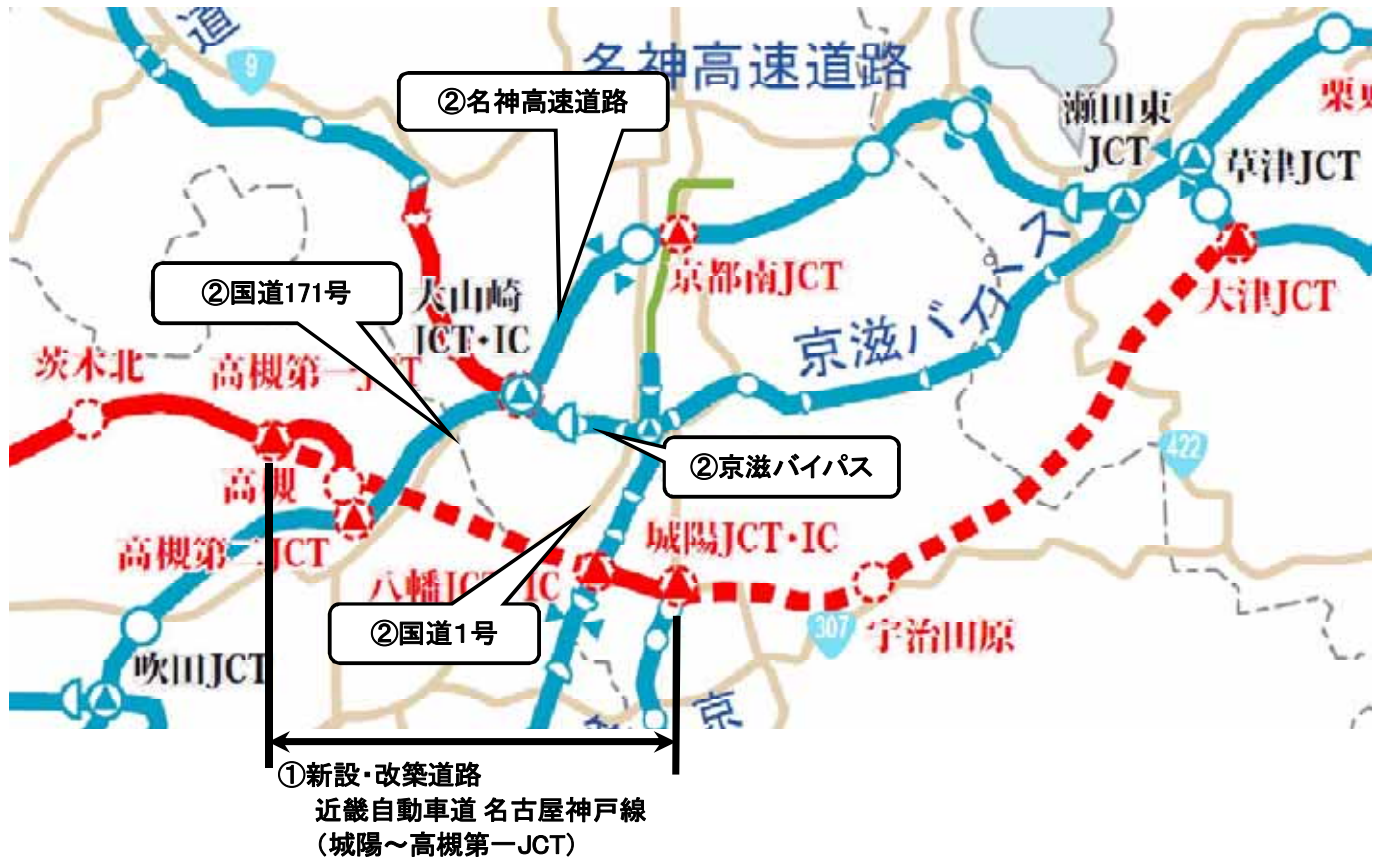 道
9
名神高速道路
②名神高速道路
瀬田東
JCT
栗東
草津JCT
②国道171号
大山崎
JCT・IC
京都南JCT
大津JCT
京滋バイパス
茨木北
高槻第一JCT
②京滋バイパス
422
高槻
高槻第二JCT
城陽JCT・IC
八幡JCT・IC
②国道1号
307
宇治田原
吹田JCT
京
①新設・改築道路
近畿自動車道 名古屋神戸線
(城陽～高槻第一JCT)